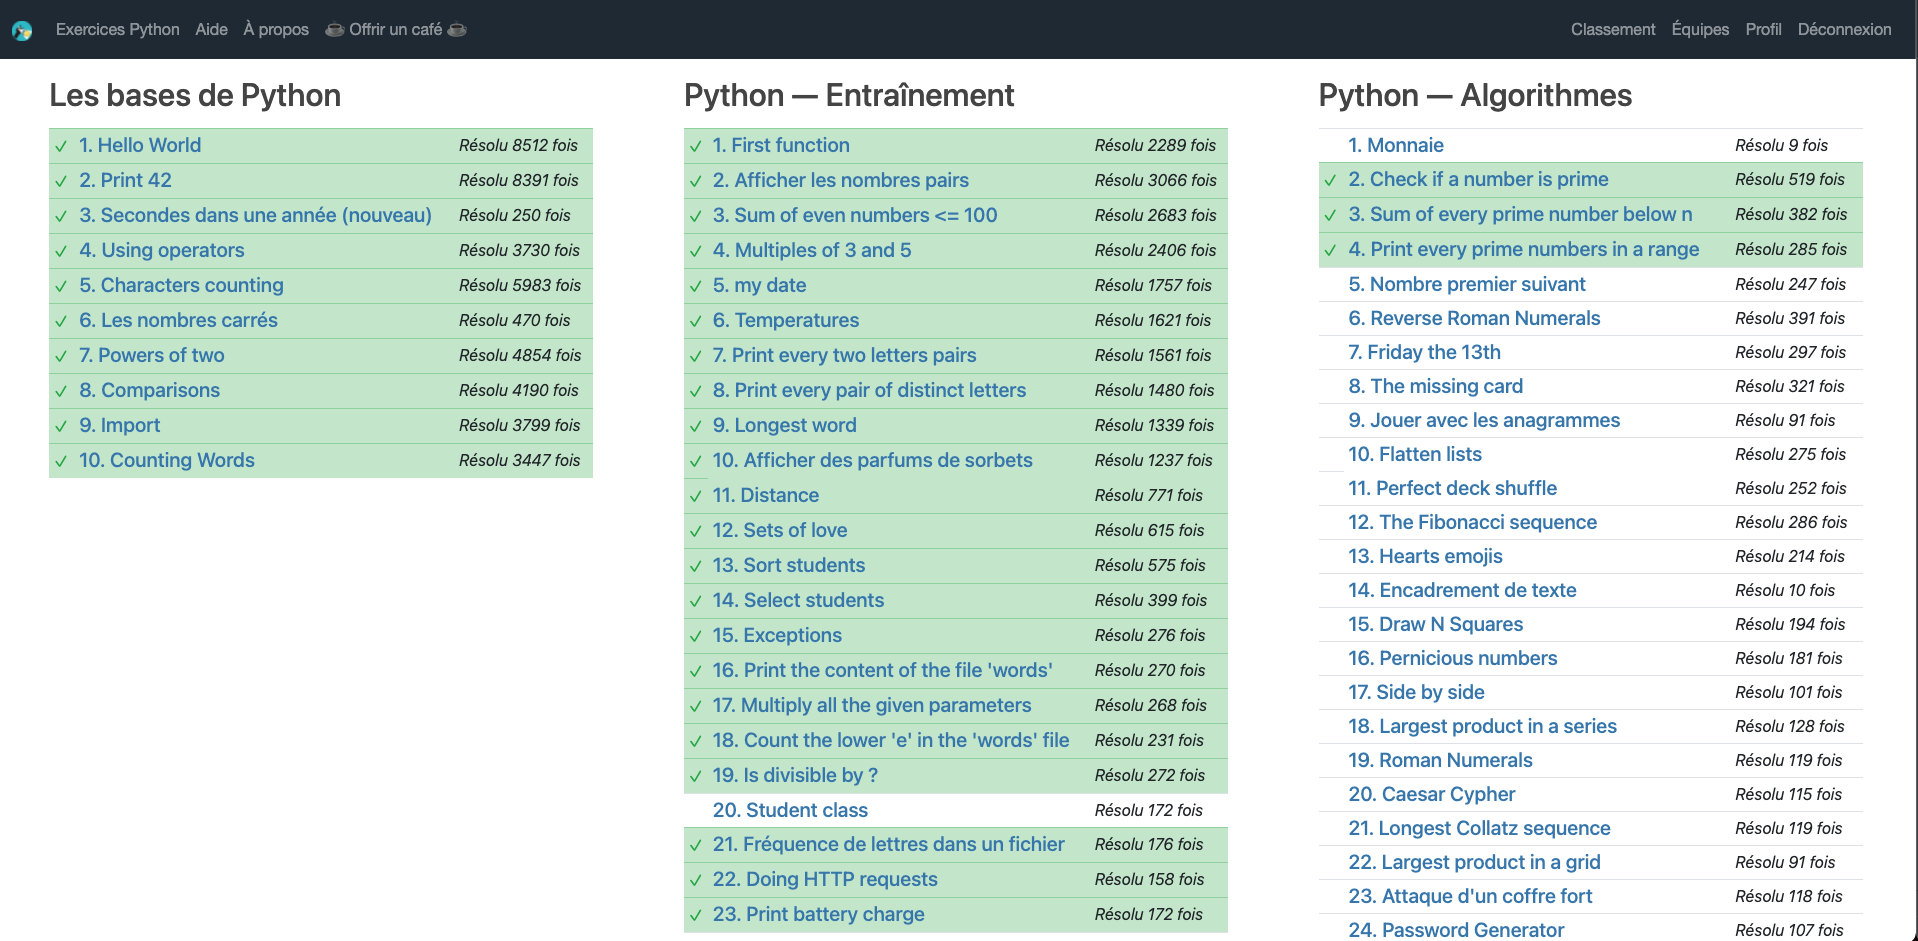 Exercices Python Aide À propos ☕ Offrir un café ☕ Classement Équipes Profil Déconnexion
Les bases de Python
✓ 1. Hello World Résolu 8512 fois
✓ 2. Print 42 Résolu 8391 fois
✓ 3. Secondes dans une année (nouveau) Résolu 250 fois
✓ 4. Using operators Résolu 3730 fois
✓ 5. Characters counting Résolu 5983 fois
✓ 6. Les nombres carrés Résolu 470 fois
✓ 7. Powers of two Résolu 4854 fois
✓ 8. Comparisons Résolu 4190 fois
✓ 9. Import Résolu 3799 fois
✓ 10. Counting Words Résolu 3447 fois
Python — Entraînement
✓ 1. First function Résolu 2289 fois
✓ 2. Afficher les nombres pairs Résolu 3066 fois
✓ 3. Sum of even numbers <= 100 Résolu 2683 fois
✓ 4. Multiples of 3 and 5 Résolu 2406 fois
✓ 5. my date Résolu 1757 fois
✓ 6. Temperatures Résolu 1621 fois
✓ 7. Print every two letters pairs Résolu 1561 fois
✓ 8. Print every pair of distinct letters Résolu 1480 fois
✓ 9. Longest word Résolu 1339 fois
✓ 10. Afficher des parfums de sorbets Résolu 1237 fois
✓ 11. Distance Résolu 771 fois
✓ 12. Sets of love Résolu 615 fois
✓ 13. Sort students Résolu 575 fois
✓ 14. Select students Résolu 399 fois
✓ 15. Exceptions Résolu 276 fois
✓ 16. Print the content of the file 'words' Résolu 270 fois
✓ 17. Multiply all the given parameters Résolu 268 fois
✓ 18. Count the lower 'e' in the 'words' file Résolu 231 fois
✓ 19. Is divisible by ? Résolu 272 fois
20. Student class Résolu 172 fois
✓ 21. Fréquence de lettres dans un fichier Résolu 176 fois
✓ 22. Doing HTTP requests Résolu 158 fois
✓ 23. Print battery charge Résolu 172 fois
Python — Algorithmes
1. Monnaie Résolu 9 fois
✓ 2. Check if a number is prime Résolu 519 fois
✓ 3. Sum of every prime number below n Résolu 382 fois
✓ 4. Print every prime numbers in a range Résolu 285 fois
5. Nombre premier suivant Résolu 247 fois
6. Reverse Roman Numerals Résolu 391 fois
7. Friday the 13th Résolu 297 fois
8. The missing card Résolu 321 fois
9. Jouer avec les anagrammes Résolu 91 fois
10. Flatten lists Résolu 275 fois
11. Perfect deck shuffle Résolu 252 fois
12. The Fibonacci sequence Résolu 286 fois
13. Hearts emojis Résolu 214 fois
14. Encadrement de texte Résolu 10 fois
15. Draw N Squares Résolu 194 fois
16. Pernicious numbers Résolu 181 fois
17. Side by side Résolu 101 fois
18. Largest product in a series Résolu 128 fois
19. Roman Numerals Résolu 119 fois
20. Caesar Cypher Résolu 115 fois
21. Longest Collatz sequence Résolu 119 fois
22. Largest product in a grid Résolu 91 fois
23. Attaque d'un coffre fort Résolu 118 fois
24. Password Generator Résolu 107 fois